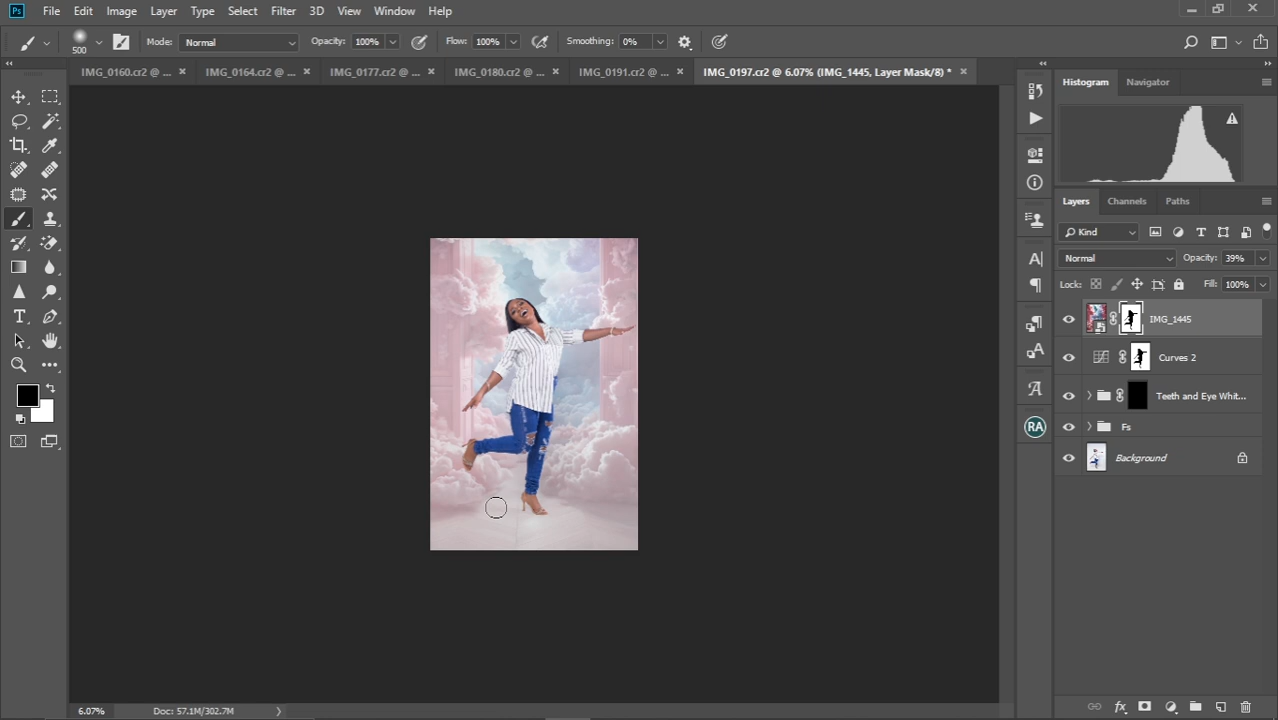 Ps File Edit Image Layer Type Select Filter 3D View Window Help
500 Mode: Normal Opacity: 100% Flow: 100% Smoothing: 0%
IMG_0160.cr2 @ ... IMG_0164.cr2 @ ... IMG_0177.cr2 @ ... IMG_0180.cr2 @ ... IMG_0191.cr2 @ ... IMG_0197.cr2 @ 6.07% (IMG_1445, Layer Mask/8) *
Histogram Navigator
Layers Channels Paths
Kind
Normal Opacity: 39%
Lock: Fill: 100%
IMG_1445
Curves 2
Teeth and Eye Whit...
Fs
RA
Background
6.07% Doc: 57.1M/302.7M